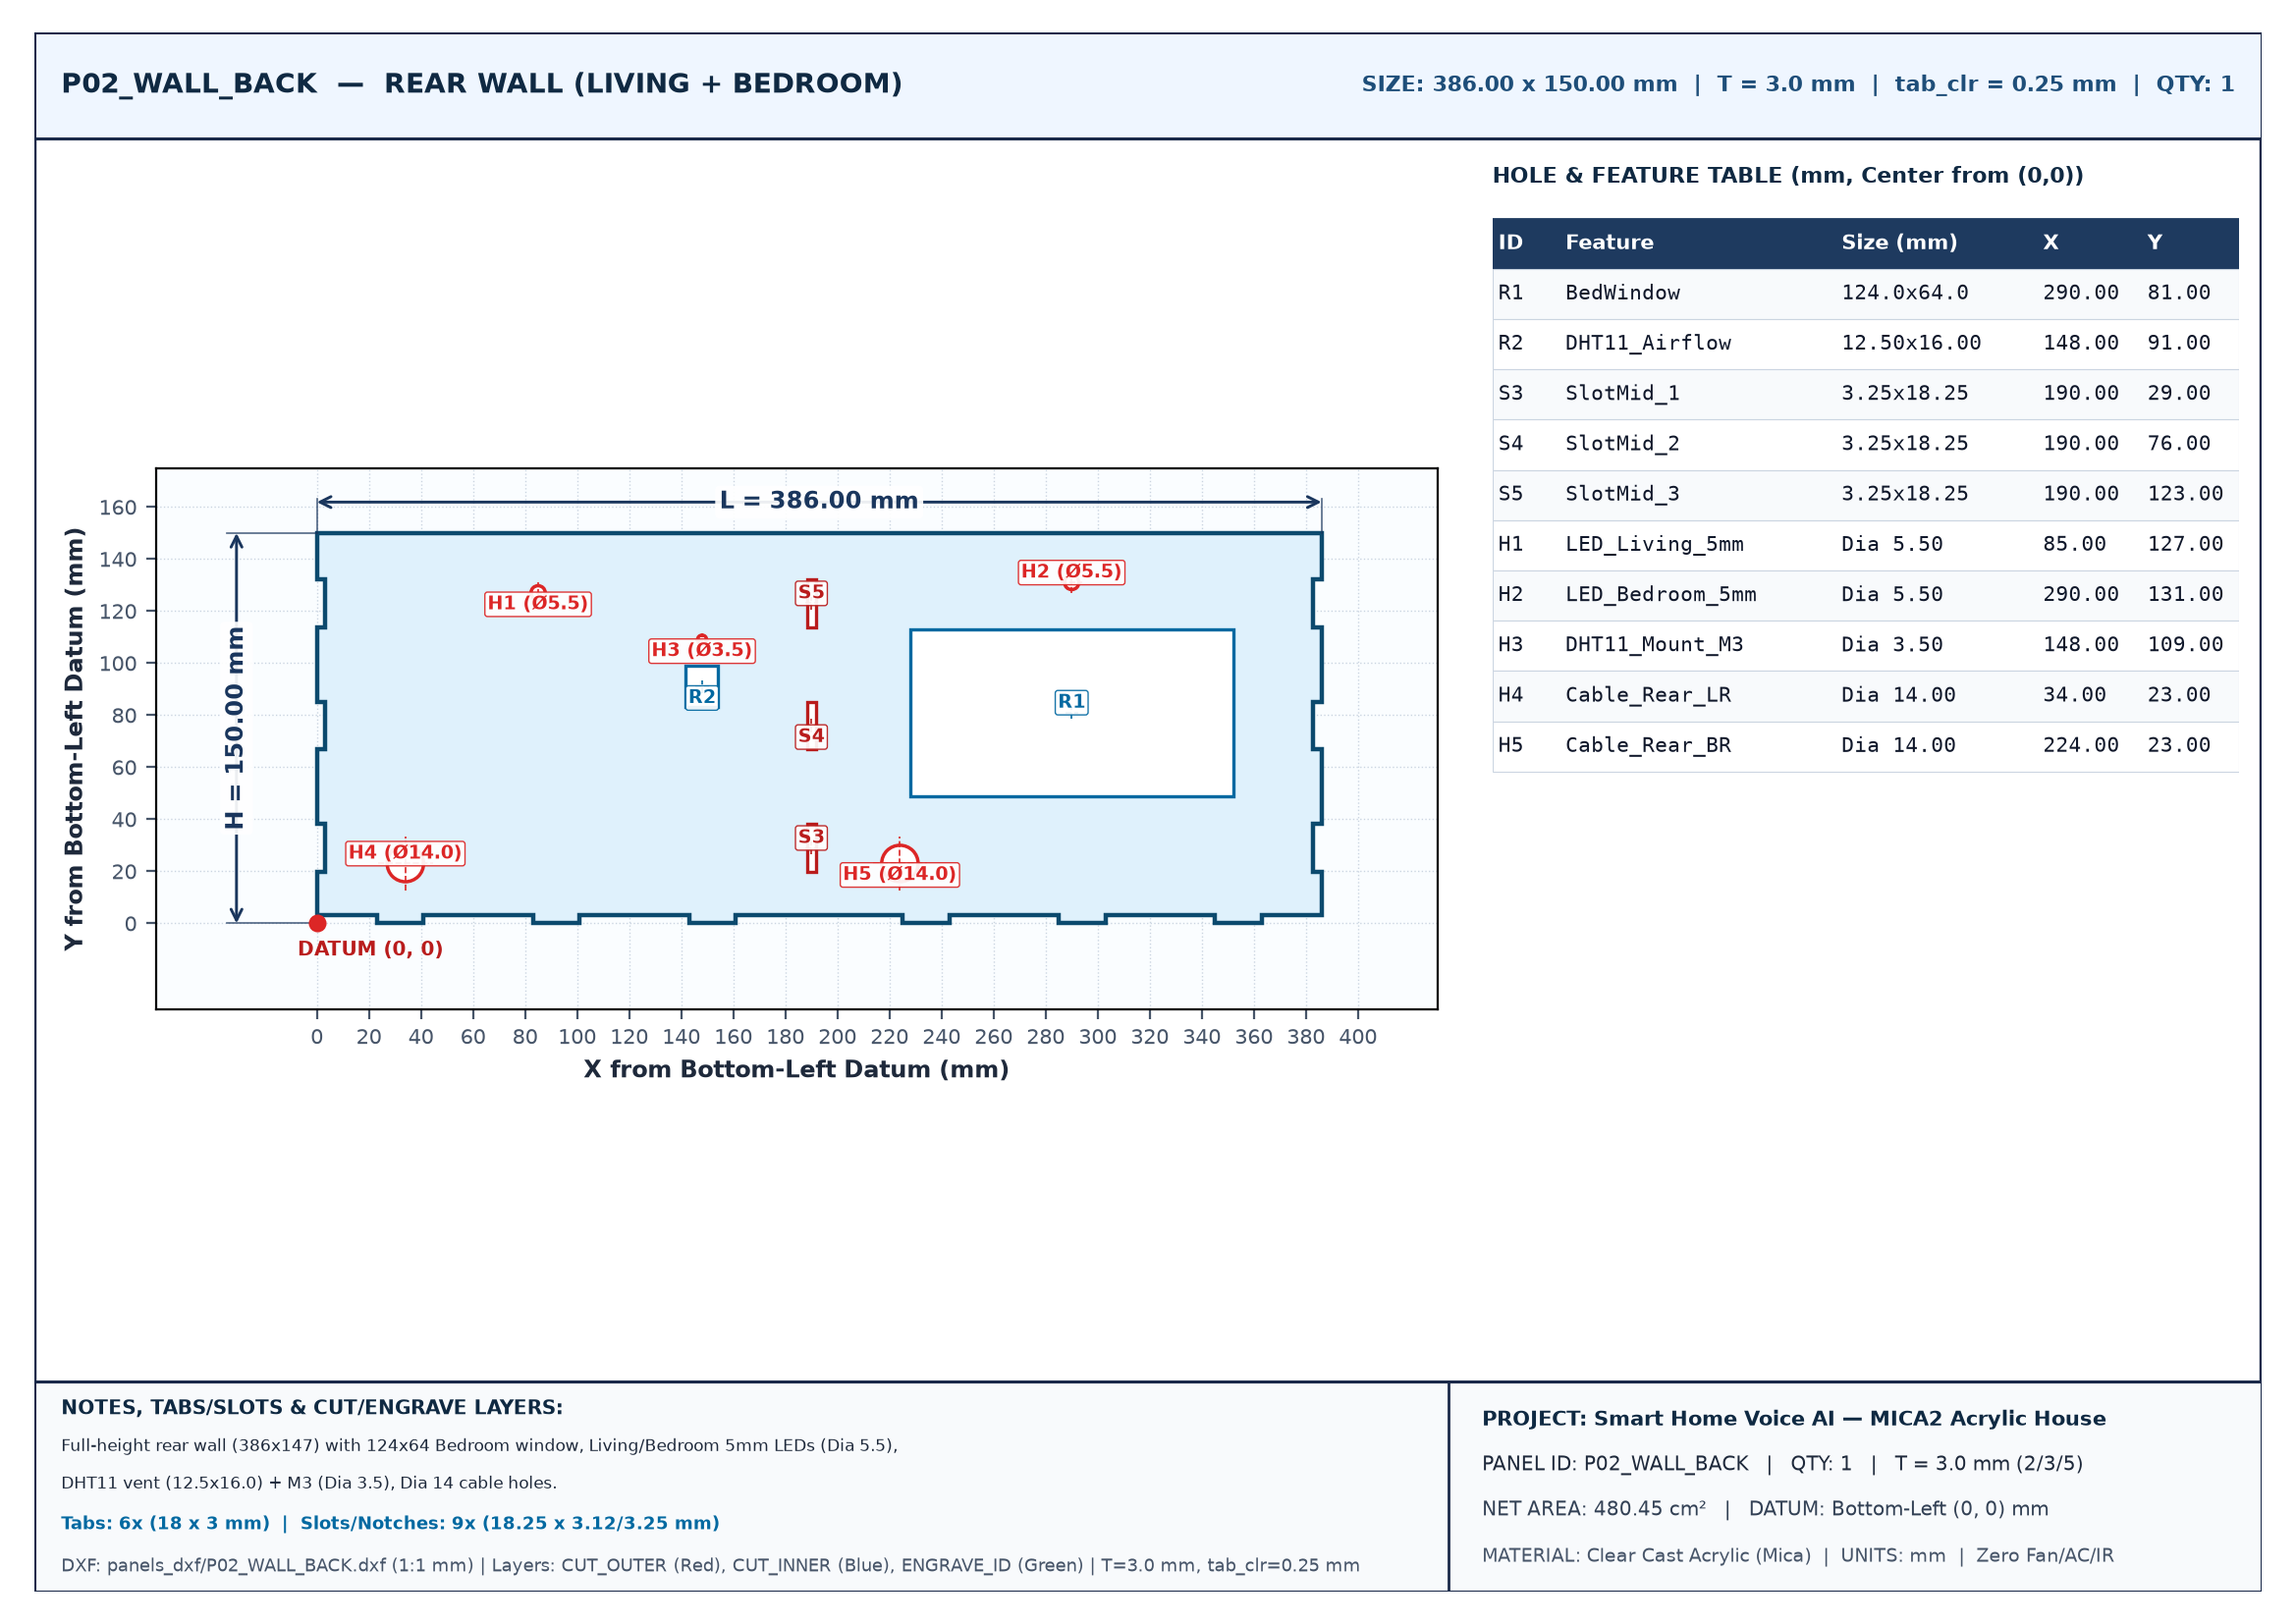 P02_WALL_BACK — REAR WALL (LIVING + BEDROOM)
SIZE: 386.00 x 150.00 mm | T = 3.0 mm | tab_clr = 0.25 mm | QTY: 1
HOLE & FEATURE TABLE (mm, Center from (0,0))
ID Feature Size (mm) X Y
R1 BedWindow 124.0x64.0 290.00 81.00
R2 DHT11_Airflow 12.50x16.00 148.00 91.00
S3 SlotMid_1 3.25x18.25 190.00 29.00
S4 SlotMid_2 3.25x18.25 190.00 76.00
S5 SlotMid_3 3.25x18.25 190.00 123.00
H1 LED_Living_5mm Dia 5.50 85.00 127.00
H2 LED_Bedroom_5mm Dia 5.50 290.00 131.00
H3 DHT11_Mount_M3 Dia 3.50 148.00 109.00
H4 Cable_Rear_LR Dia 14.00 34.00 23.00
H5 Cable_Rear_BR Dia 14.00 224.00 23.00
L = 386.00 mm
H = 150.00 mm
Y from Bottom-Left Datum (mm)
160
140
120
100
80
60
40
20
0
H1 (Ø5.5)
S5
H2 (Ø5.5)
H3 (Ø3.5)
R2
S4
R1
H4 (Ø14.0)
S3
H5 (Ø14.0)
DATUM (0, 0)
0 20 40 60 80 100 120 140 160 180 200 220 240 260 280 300 320 340 360 380 400
X from Bottom-Left Datum (mm)
NOTES, TABS/SLOTS & CUT/ENGRAVE LAYERS:
Full-height rear wall (386x147) with 124x64 Bedroom window, Living/Bedroom 5mm LEDs (Dia 5.5),
DHT11 vent (12.5x16.0) + M3 (Dia 3.5), Dia 14 cable holes.
Tabs: 6x (18 x 3 mm) | Slots/Notches: 9x (18.25 x 3.12/3.25 mm)
DXF: panels_dxf/P02_WALL_BACK.dxf (1:1 mm) | Layers: CUT_OUTER (Red), CUT_INNER (Blue), ENGRAVE_ID (Green) | T=3.0 mm, tab_clr=0.25 mm
PROJECT: Smart Home Voice AI — MICA2 Acrylic House
PANEL ID: P02_WALL_BACK | QTY: 1 | T = 3.0 mm (2/3/5)
NET AREA: 480.45 cm² | DATUM: Bottom-Left (0, 0) mm
MATERIAL: Clear Cast Acrylic (Mica) | UNITS: mm | Zero Fan/AC/IR